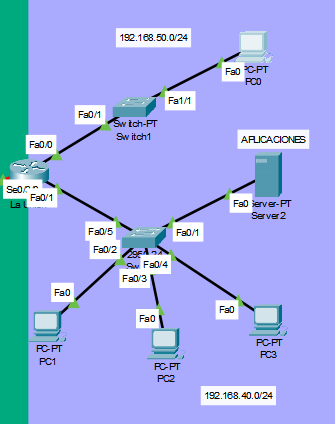 192.168.50.0/24
Fa0
PC-PT
PC0
Fa1/1
Fa0/1
Switch-PT
Switch1
APLICACIONES
Fa0/0
Fa0/1
Fa0
Server-PT
Server2
Fa0/5
Fa0/1
Fa0/2
Fa0/4
Fa0/3
Fa0
Fa0
Fa0
PC-PT
PC1
PC-PT
PC2
PC-PT
PC3
192.168.40.0/24